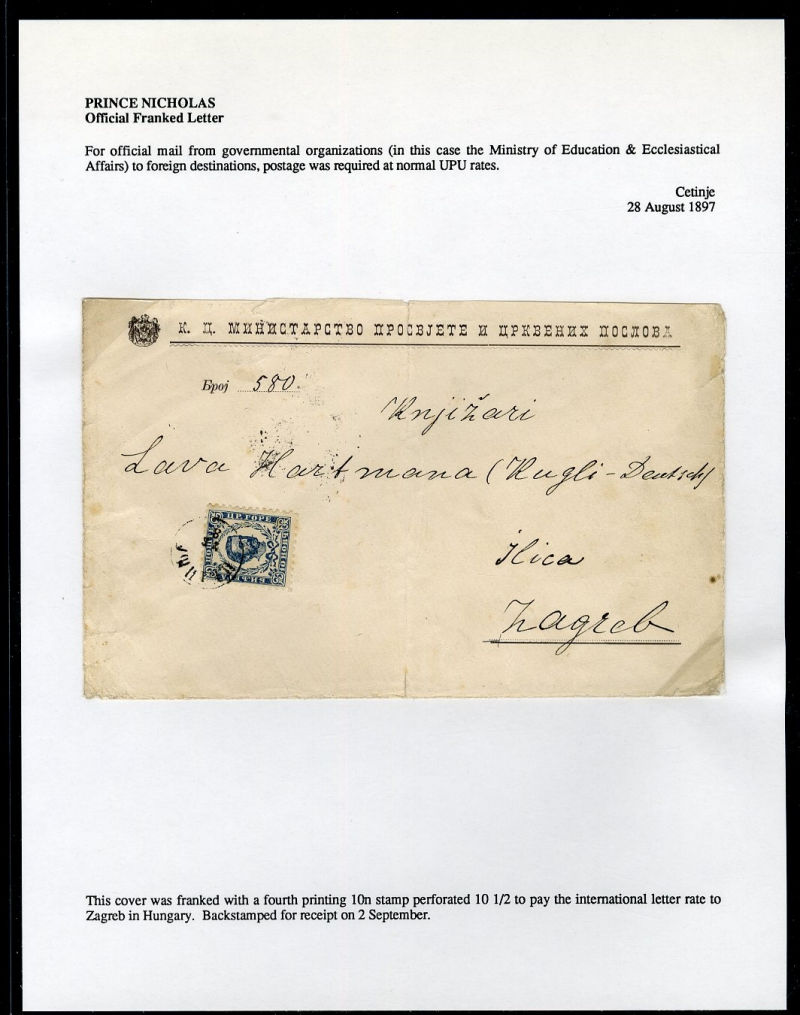 PRINCE NICHOLAS
Official Franked Letter
For official mail from governmental organizations (in this case the Ministry of Education & Ecclesiastical
Affairs) to foreign destinations, postage was required at normal UPU rates.
Cetinje
28 August 1897
К. Ц. МИНИСТАРСТВО ПРОСВЈЕТЕ И ЦРКВЕНИХ ПОСЛОВА
Број 580.
Knjižari
Lava Hartmana (Kugli-Deutsch)
ПР. ГОРЕ
Ilica
Zagreb
This cover was franked with a fourth printing 10n stamp perforated 10 1/2 to pay the international letter rate to
Zagreb in Hungary. Backstamped for receipt on 2 September.